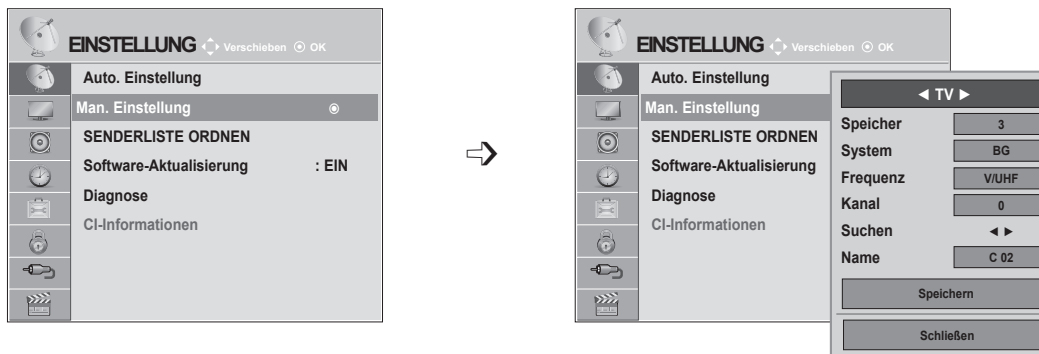 EINSTELLUNG Verschieben OK
Auto. Einstellung
Man. Einstellung
SENDERLISTE ORDNEN
Software-Aktualisierung : EIN
Diagnose
CI-Informationen
EINSTELLUNG Verschieben OK
Auto. Einstellung
Man. Einstellung
SENDERLISTE ORDNEN
Software-Aktualisierung
Diagnose
CI-Informationen
◀ TV ▶
Speicher 3
System BG
Frequenz V/UHF
Kanal 0
Suchen ◀ ▶
Name C 02
Speichern
Schließen